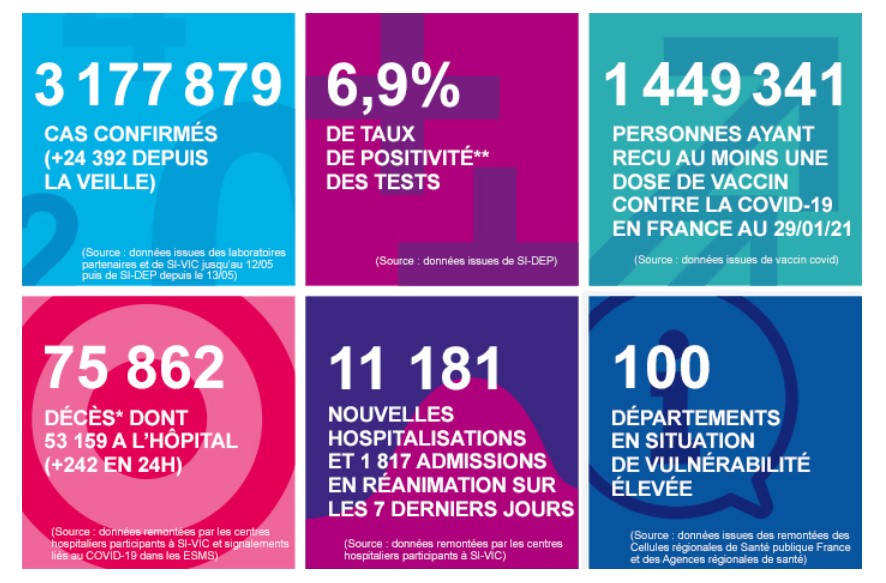 3 177 879
CAS CONFIRMÉS
(+24 392 DEPUIS
LA VEILLE)
(Source : données issues des laboratoires
partenaires et de SI-VIC jusqu'au 12/05
puis de SI-DEP depuis le 13/05)
6,9%
DE TAUX
DE POSITIVITÉ**
DES TESTS
(Source : données issues de SI-DEP)
1 449 341
PERSONNES AYANT
RECU AU MOINS UNE
DOSE DE VACCIN
CONTRE LA COVID-19
EN FRANCE AU 29/01/21
(Source : données issues de vaccin covid)
75 862
DÉCÈS* DONT
53 159 A L'HÔPITAL
(+242 EN 24H)
(Source : données remontées par les centres
hospitaliers participants à SI-VIC et signalements
liés au COVID-19 dans les ESMS)
11 181
NOUVELLES
HOSPITALISATIONS
ET 1 817 ADMISSIONS
EN RÉANIMATION SUR
LES 7 DERNIERS JOURS
(Source : données remontées par les centres
hospitaliers participants à SI-VIC)
100
DÉPARTEMENTS
EN SITUATION
DE VULNÉRABILITÉ
ÉLEVÉE
(Source : données issues des remontées des
Cellules régionales de Santé publique France
et des Agences régionales de santé)